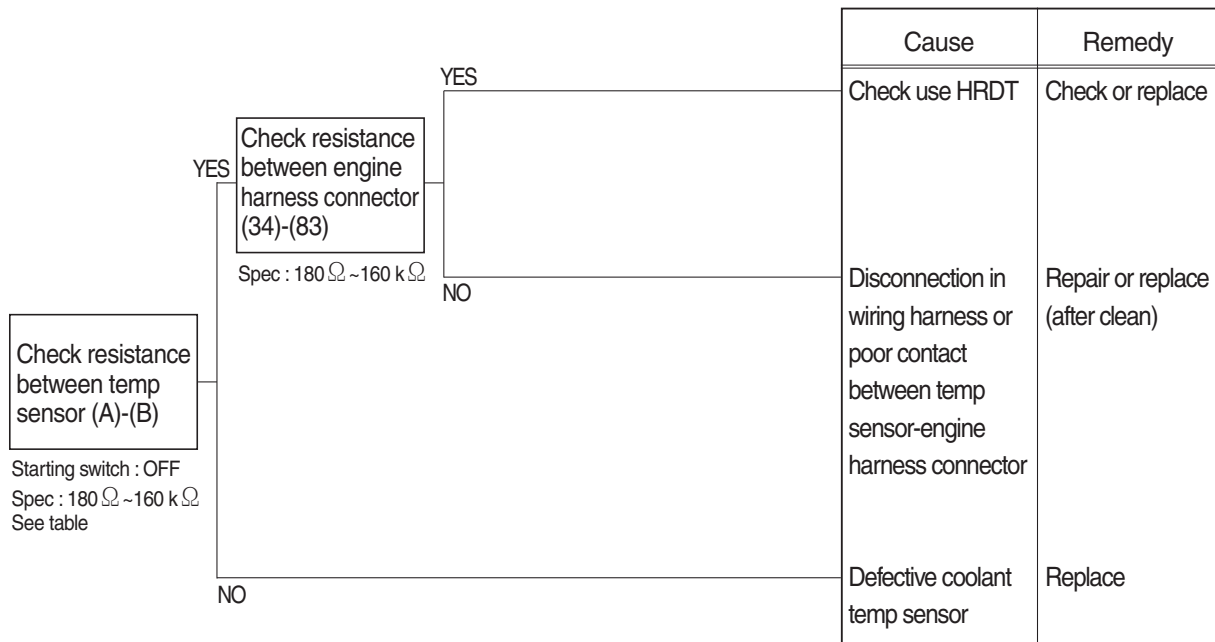 Cause
Remedy
YES
Check use HRDT
Check or replace
Check resistance
between engine
harness connector
(34)-(83)
YES
Spec : 180 Ω ~160 k Ω
NO
Disconnection in
wiring harness or
poor contact
between temp
sensor-engine
harness connector
Repair or replace
(after clean)
Check resistance
between temp
sensor (A)-(B)
Starting switch : OFF
Spec : 180 Ω ~160 k Ω
See table
NO
Defective coolant
temp sensor
Replace